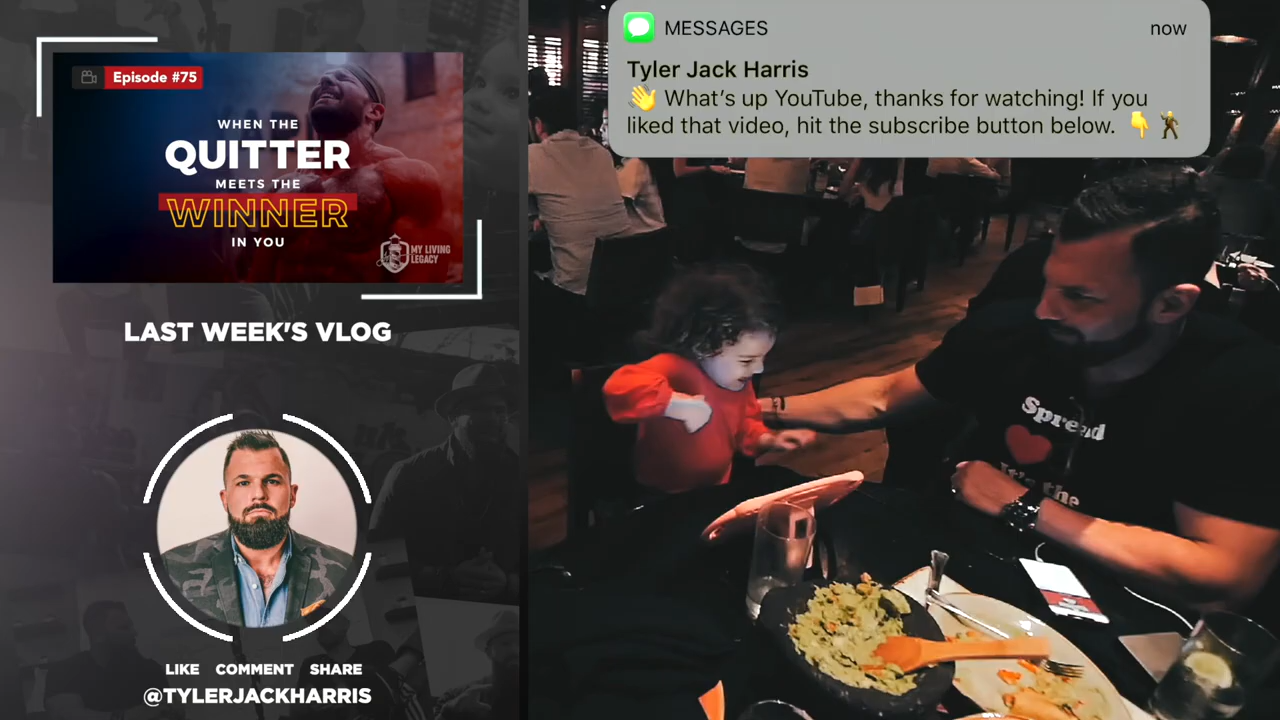 Episode #75
WHEN THE
QUITTER
MEETS THE
WINNER
IN YOU
MY LIVING
LEGACY
LAST WEEK'S VLOG
LIKE COMMENT SHARE
@TYLERJACKHARRIS
MESSAGES now
Tyler Jack Harris
👋 What's up YouTube, thanks for watching! If you
liked that video, hit the subscribe button below. 👇🕺
Spread
It's the